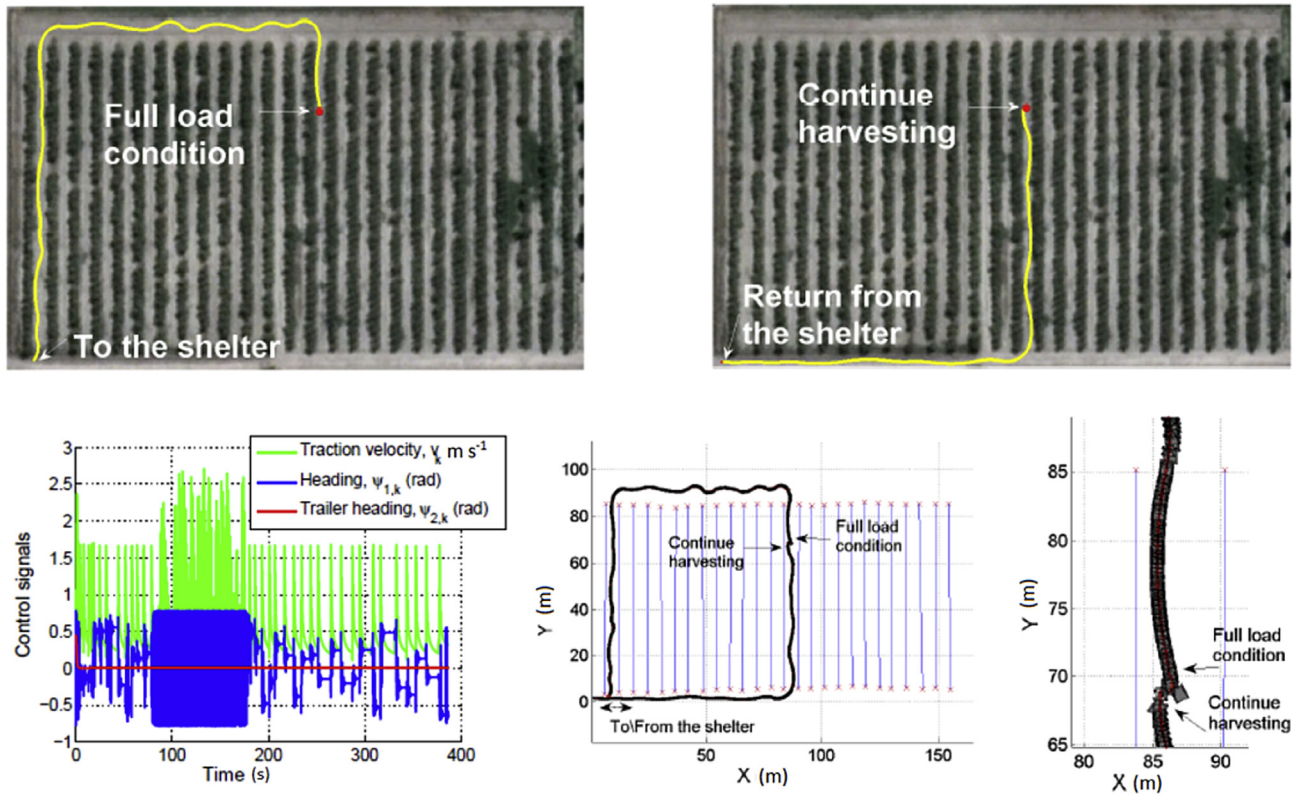 Full load
condition
To the shelter
Continue
harvesting
Return from
the shelter
Control signals
3
2.5
2
1.5
1
0.5
0
−0.5
−1
0
100
200
300
400
Time (s)
Traction velocity, vk m s-1
Heading, ψ1,k (rad)
Trailer heading, ψ2,k (rad)
Y (m)
100
80
60
40
20
0
Continue
harvesting
Full load
condition
To\From the shelter
50
100
150
X (m)
Y (m)
85
80
75
70
65
Full load
condition
Continue
harvesting
80
85
90
X (m)